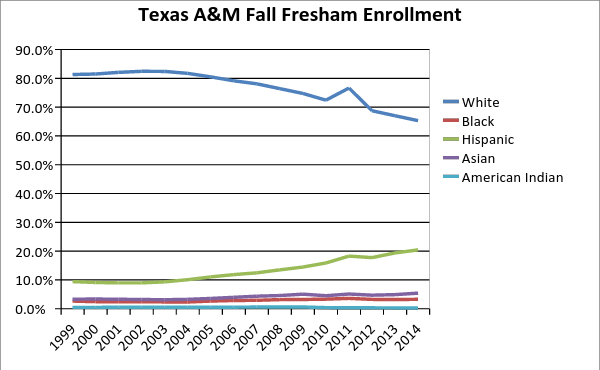 Texas A&M Fall Fresham Enrollment
90.0%
80.0%
70.0%
60.0%
50.0%
40.0%
30.0%
20.0%
10.0%
0.0%
1999 2000 2001 2002 2003 2004 2005 2006 2007 2008 2009 2010 2011 2012 2013 2014
White
Black
Hispanic
Asian
American Indian